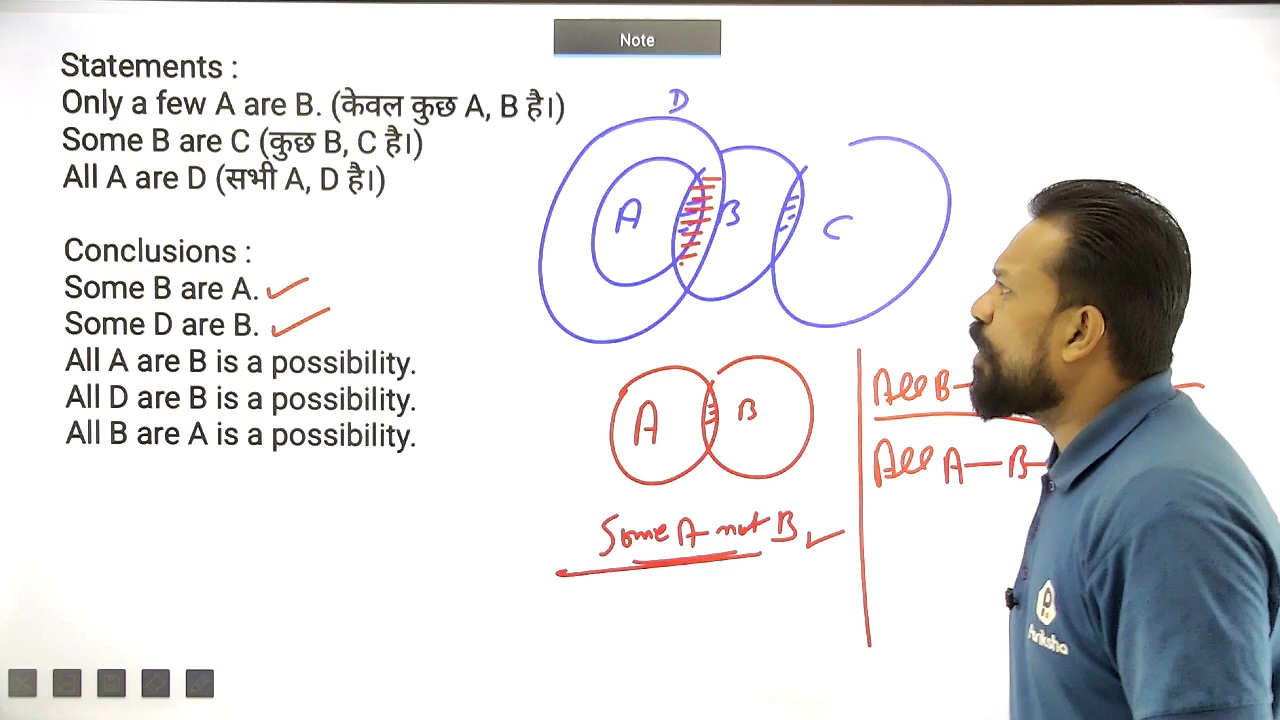 Note
Statements :
Only a few A are B. (केवल कुछ A, B है।)
Some B are C (कुछ B, C है।)
All A are D (सभी A, D है।)
Conclusions :
Some B are A.
Some D are B.
All A are B is a possibility.
All D are B is a possibility.
All B are A is a possibility.
D
A B C
A B
Some A not B
All B
All A — B
Pariksha